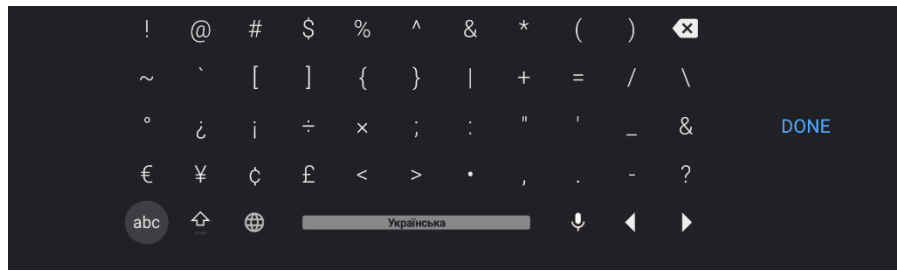 ! @ # $ % ^ & * ( )
~ ` [ ] { } | + = / \
° ¿ ¡ ÷ × ; : " ' _ & DONE
€ ¥ ¢ £ < > • , . - ?
abc Українська